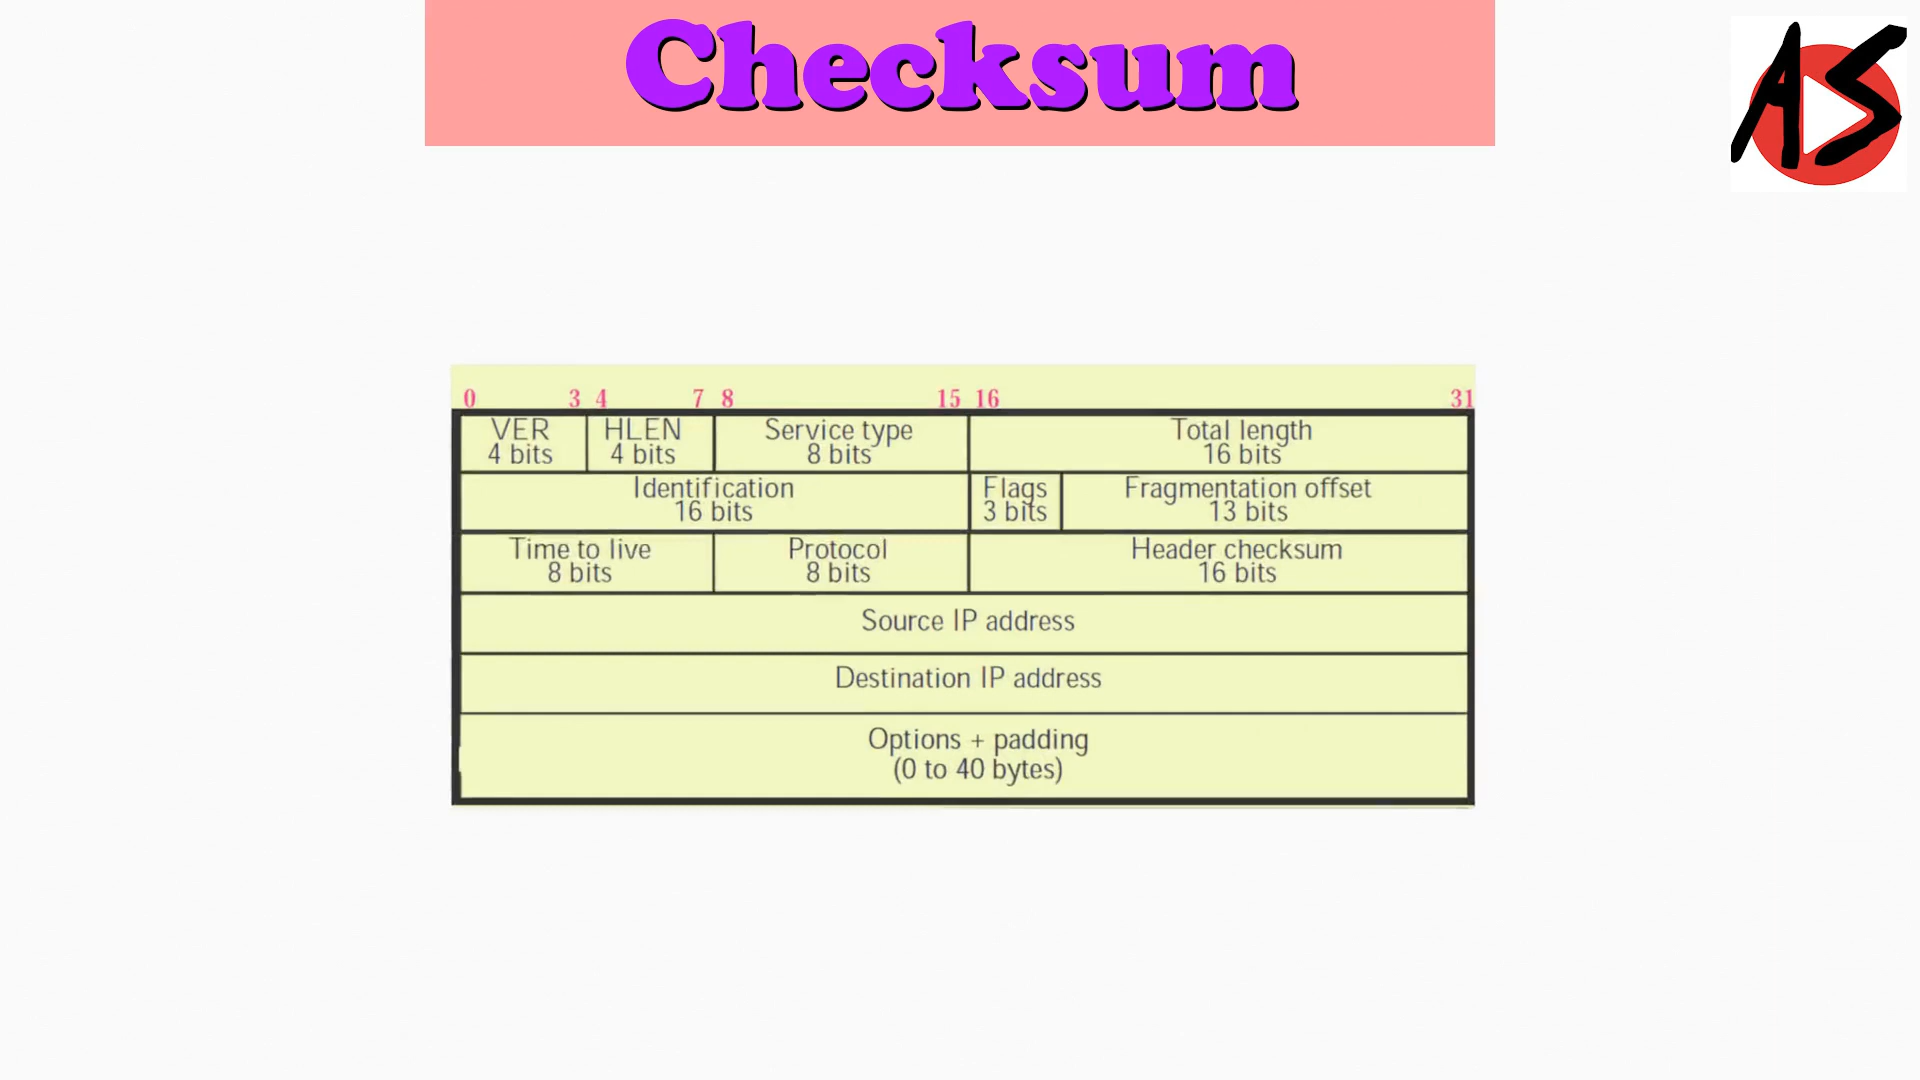 Checksum
AS
0 3 4 7 8 15 16 31
VER HLEN Service type Total length
4 bits 4 bits 8 bits 16 bits
Identification Flags Fragmentation offset
16 bits 3 bits 13 bits
Time to live Protocol Header checksum
8 bits 8 bits 16 bits
Source IP address
Destination IP address
Options + padding
(0 to 40 bytes)